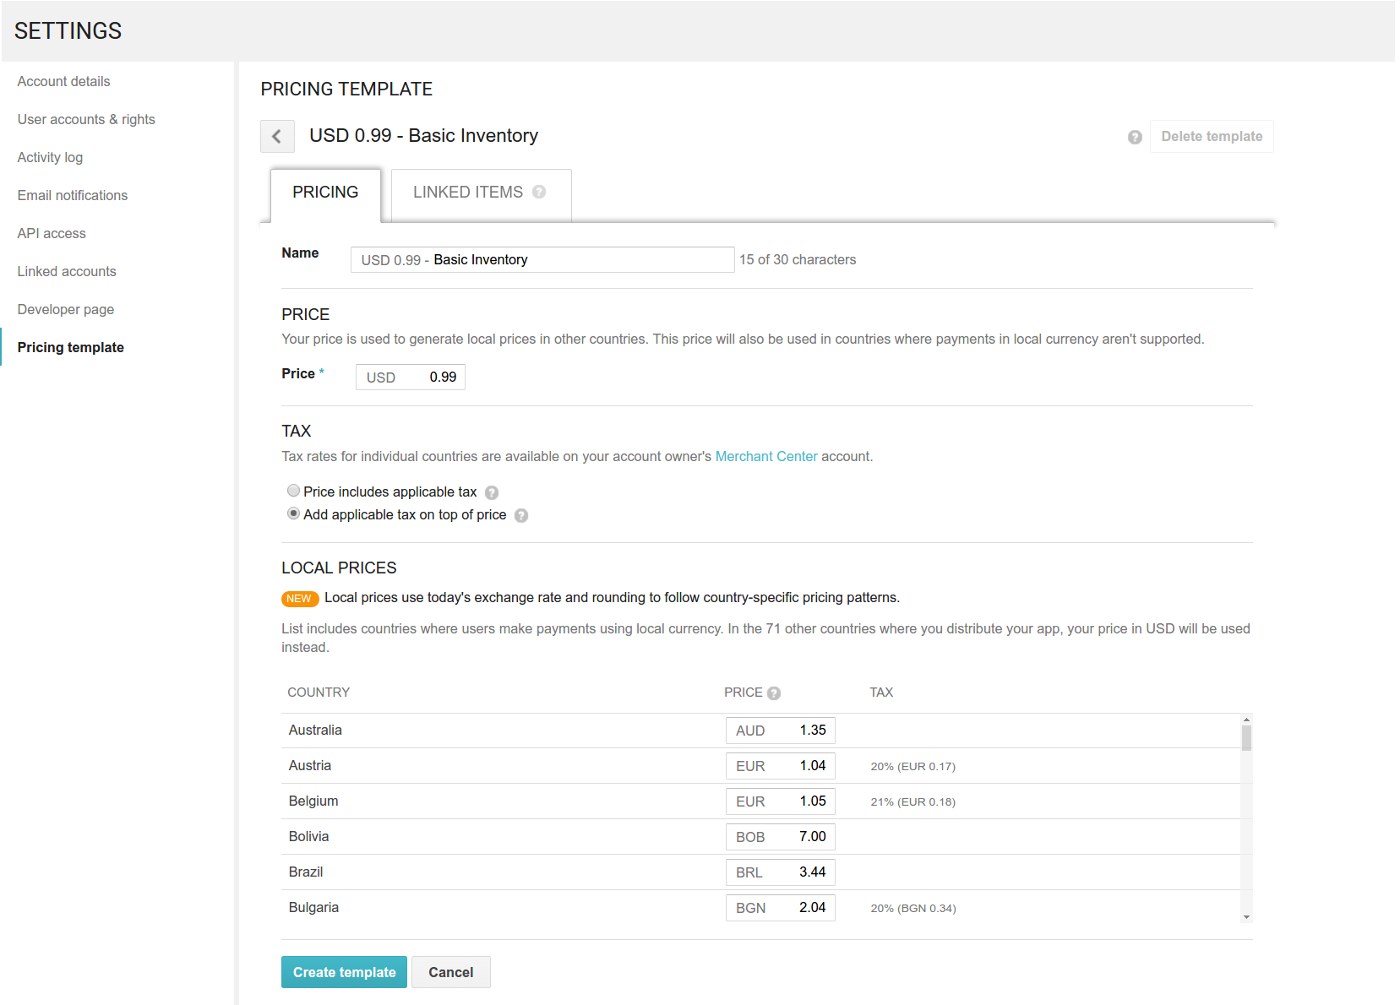 SETTINGS
Account details
User accounts & rights
Activity log
Email notifications
API access
Linked accounts
Developer page
Pricing template
PRICING TEMPLATE
USD 0.99 - Basic Inventory
? Delete template
PRICING
LINKED ITEMS ?
Name
USD 0.99 - Basic Inventory
15 of 30 characters
PRICE
Your price is used to generate local prices in other countries. This price will also be used in countries where payments in local currency aren't supported.
Price * USD 0.99
TAX
Tax rates for individual countries are available on your account owner's Merchant Center account.
Price includes applicable tax ?
Add applicable tax on top of price ?
LOCAL PRICES
NEW Local prices use today's exchange rate and rounding to follow country-specific pricing patterns.
List includes countries where users make payments using local currency. In the 71 other countries where you distribute your app, your price in USD will be used
instead.
COUNTRY PRICE ? TAX
Australia AUD 1.35
Austria EUR 1.04 20% (EUR 0.17)
Belgium EUR 1.05 21% (EUR 0.18)
Bolivia BOB 7.00
Brazil BRL 3.44
Bulgaria BGN 2.04 20% (BGN 0.34)
Create template Cancel